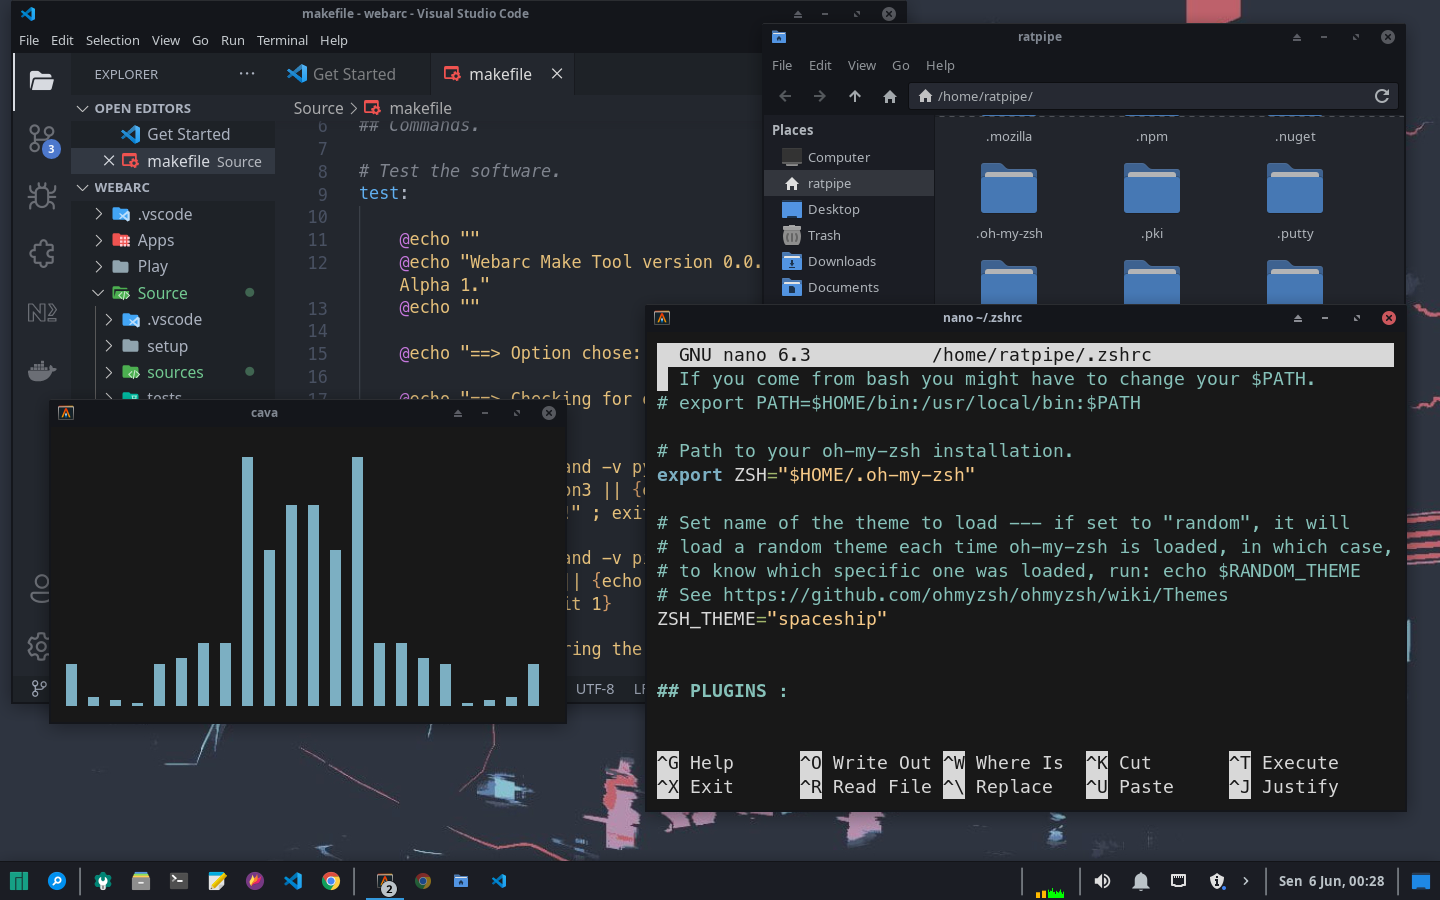 makefile - webarc - Visual Studio Code
File Edit Selection View Go Run Terminal Help
EXPLORER ···
Get Started
makefile
OPEN EDITORS
Get Started
makefile Source
WEBARC
.vscode
Apps
Play
Source
.vscode
setup
sources
tests
3
Source > makefile
6 ## Commands.
7
8 # Test the software.
9 test:
10
11 @echo ""
12 @echo "Webarc Make Tool version 0.0.
Alpha 1."
13 @echo ""
14
15 @echo "==> Option chose:
16
17 @echo "==> Checking for
and -v py
on3 || {
!" ; exi
and -v p
|| {echo
it 1}
ring the
UTF-8 LF
ratpipe
File Edit View Go Help
/home/ratpipe/
Places
Computer
ratpipe
Desktop
Trash
Downloads
Documents
.mozilla .npm .nuget
.oh-my-zsh .pki .putty
cava
nano ~/.zshrc
GNU nano 6.3 /home/ratpipe/.zshrc
If you come from bash you might have to change your $PATH.
# export PATH=$HOME/bin:/usr/local/bin:$PATH
# Path to your oh-my-zsh installation.
export ZSH="$HOME/.oh-my-zsh"
# Set name of the theme to load --- if set to "random", it will
# load a random theme each time oh-my-zsh is loaded, in which case,
# to know which specific one was loaded, run: echo $RANDOM_THEME
# See https://github.com/ohmyzsh/ohmyzsh/wiki/Themes
ZSH_THEME="spaceship"
## PLUGINS :
^G Help ^O Write Out ^W Where Is ^K Cut ^T Execute
^X Exit ^R Read File ^\ Replace ^U Paste ^J Justify
2
Sen 6 Jun, 00:28